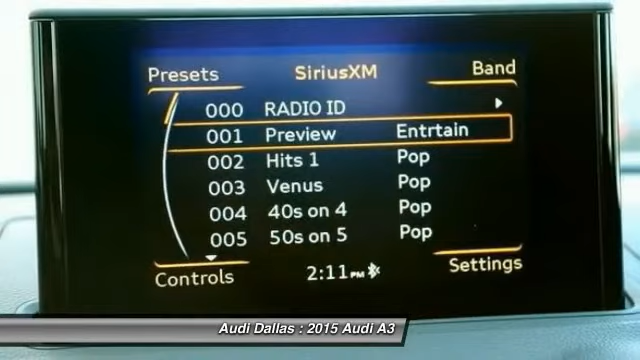 Presets SiriusXM Band
000 RADIO ID
001 Preview Entrtain
002 Hits 1 Pop
003 Venus Pop
004 40s on 4 Pop
005 50s on 5 Pop
Controls 2:11 PM Settings
Audi Dallas : 2015 Audi A3